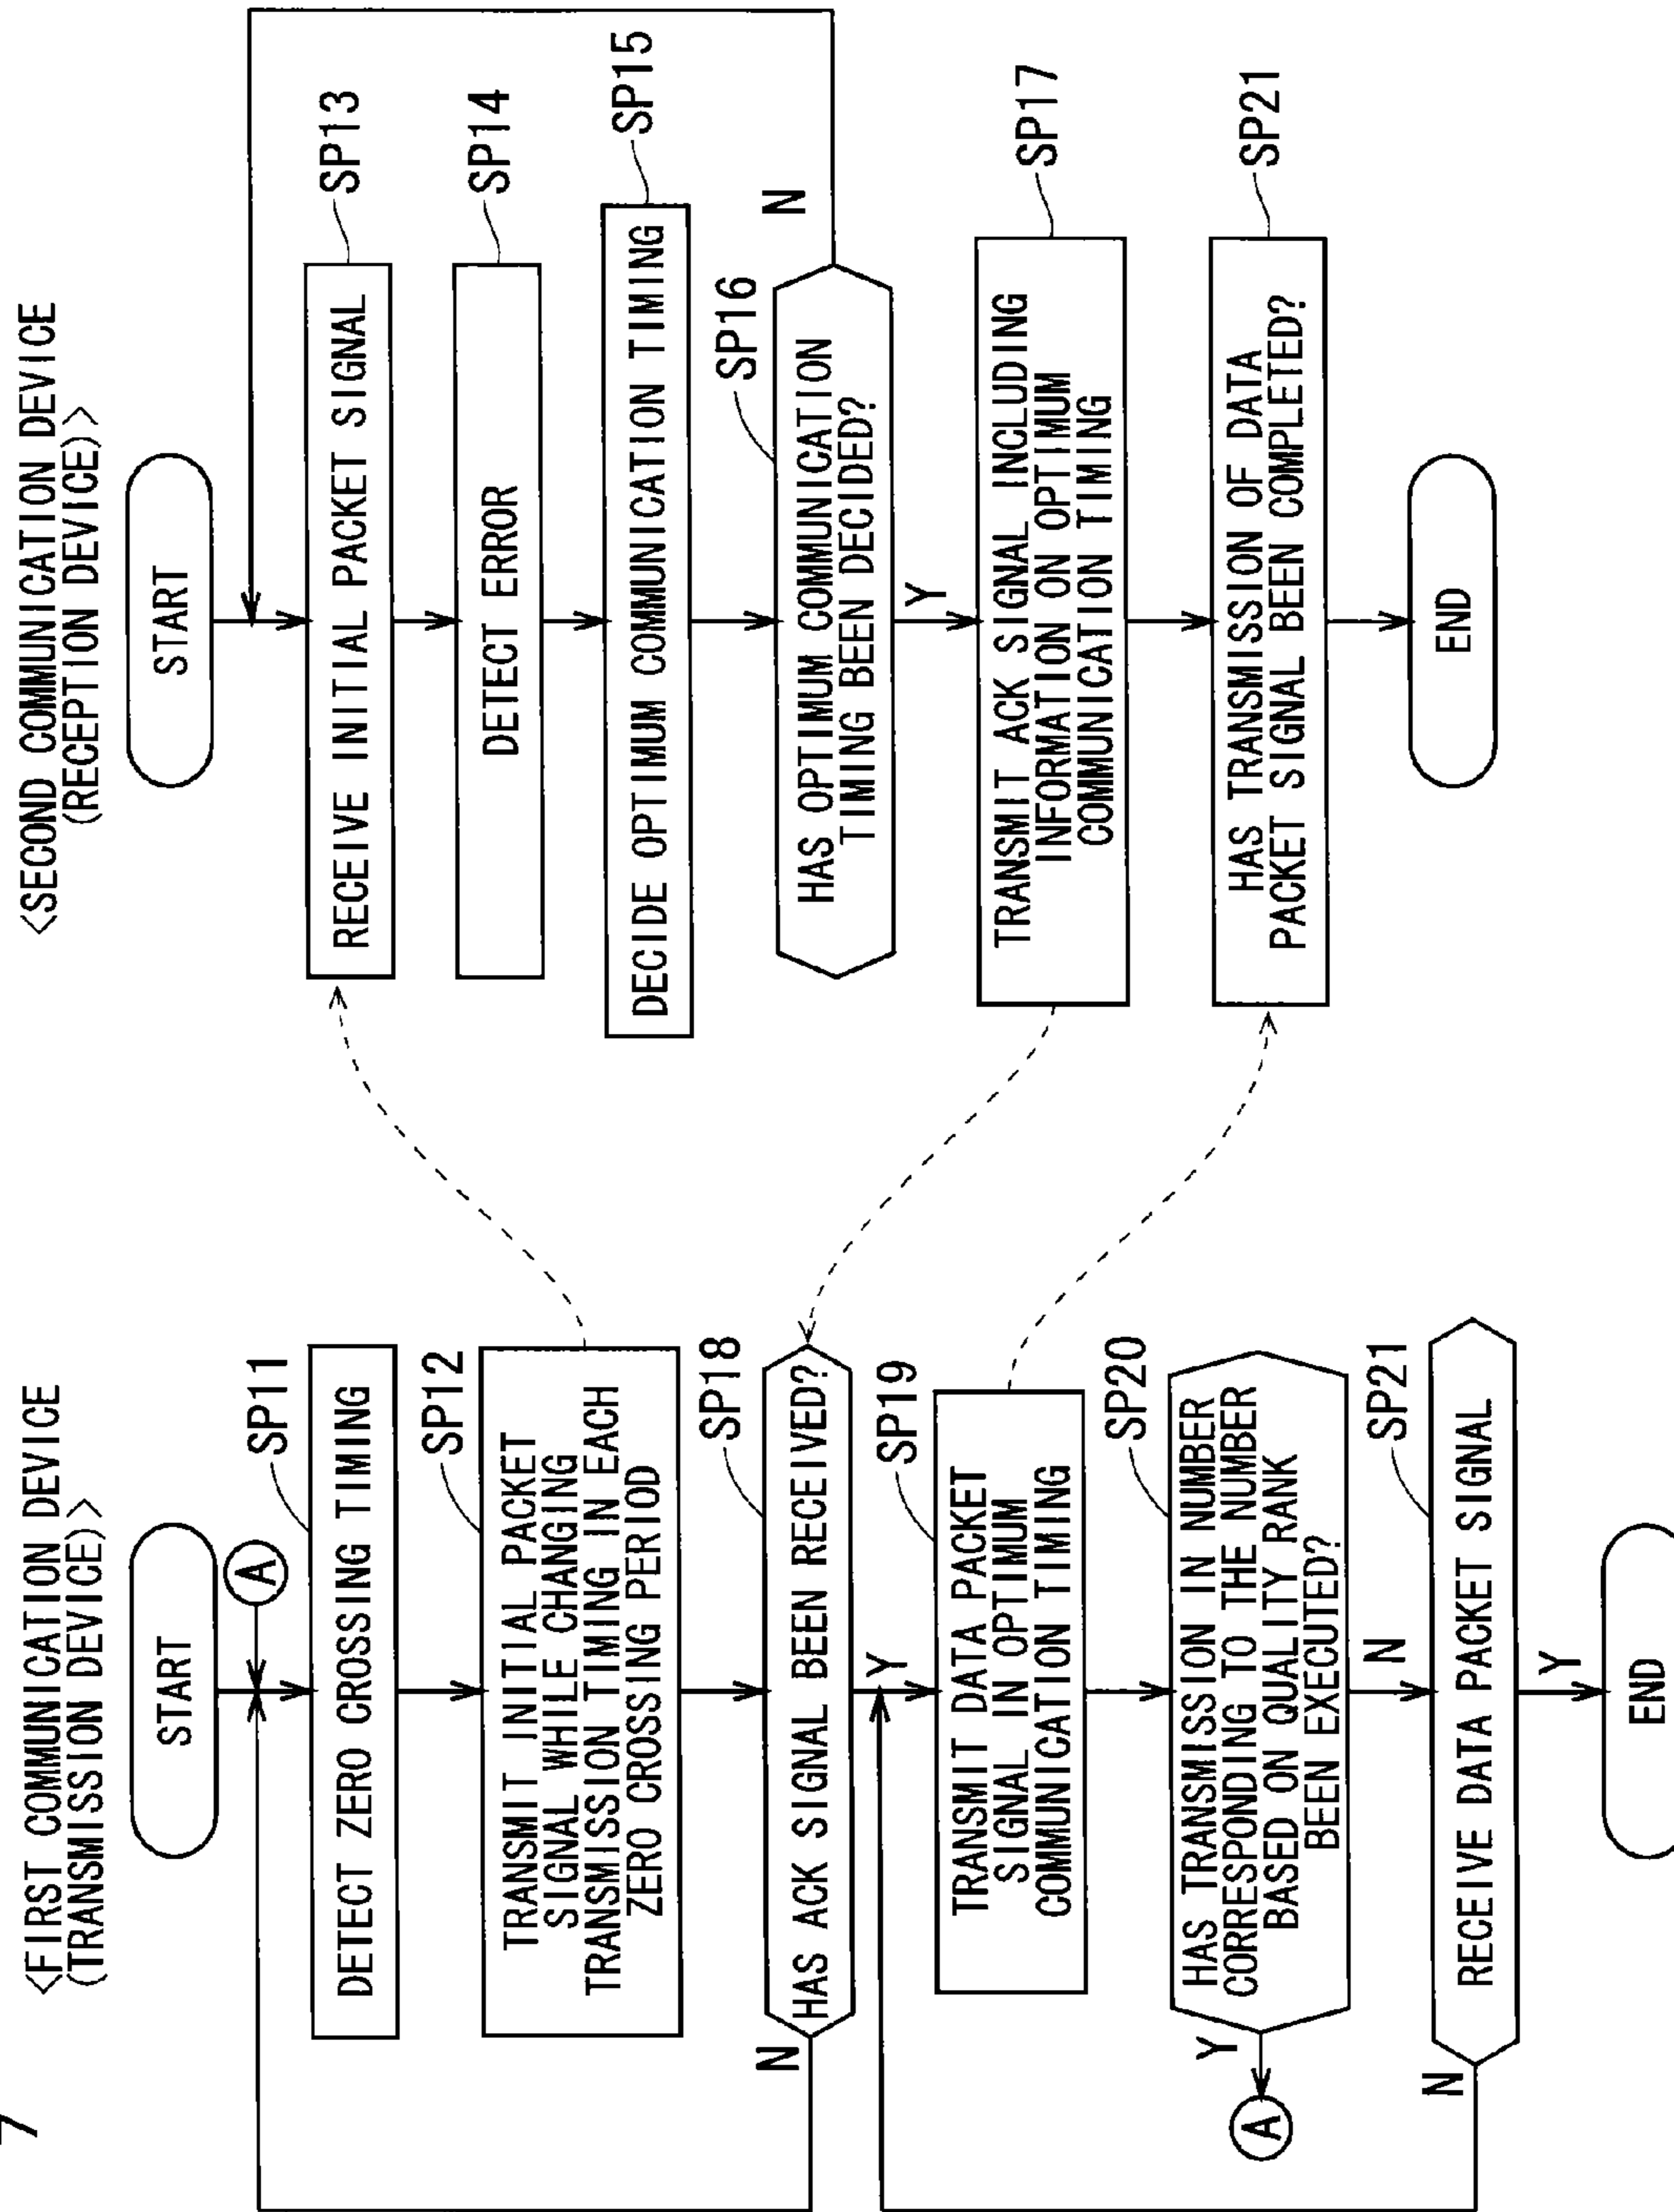 7
<FIRST COMMUNICATION DEVICE
(TRANSMISSION DEVICE)>
START
A
SP11
DETECT ZERO CROSSING TIMING
SP12
TRANSMIT INITIAL PACKET
SIGNAL WHILE CHANGING
TRANSMISSION TIMING IN EACH
ZERO CROSSING PERIOD
SP18
HAS ACK SIGNAL BEEN RECEIVED?
N
Y
SP19
TRANSMIT DATA PACKET
SIGNAL IN OPTIMUM
COMMUNICATION TIMING
SP20
HAS TRANSMISSION IN NUMBER
CORRESPONDING TO THE NUMBER
BASED ON QUALITY RANK
BEEN EXECUTED?
Y
A
N
SP21
RECEIVE DATA PACKET SIGNAL
N
Y
END
<SECOND COMMUNICATION DEVICE
(RECEPTION DEVICE)>
START
SP13
RECEIVE INITIAL PACKET SIGNAL
SP14
DETECT ERROR
SP15
DECIDE OPTIMUM COMMUNICATION TIMING
SP16
HAS OPTIMUM COMMUNICATION
TIMING BEEN DECIDED?
N
Y
SP17
TRANSMIT ACK SIGNAL INCLUDING
INFORMATION ON OPTIMUM
COMMUNICATION TIMING
SP21
HAS TRANSMISSION OF DATA
PACKET SIGNAL BEEN COMPLETED?
END